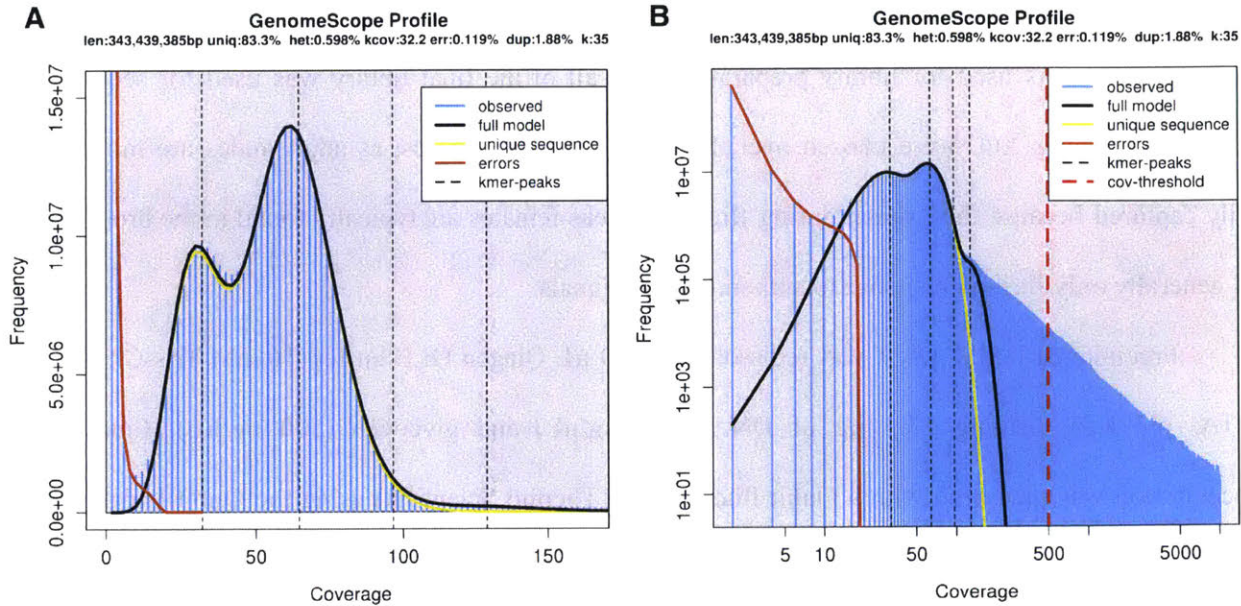 A
GenomeScope Profile
len:343,439,385bp uniq:83.3% het:0.598% kcov:32.2 err:0.119% dup:1.88% k:35
Frequency
0.0e+00 5.0e+06 1.0e+07 1.5e+07
observed
full model
unique sequence
errors
kmer-peaks
0 50 100 150
Coverage
B
GenomeScope Profile
len:343,439,385bp uniq:83.3% het:0.598% kcov:32.2 err:0.119% dup:1.88% k:35
Frequency
1e+01 1e+03 1e+05 1e+07
observed
full model
unique sequence
errors
kmer-peaks
cov-threshold
5 10 50 500 5000
Coverage